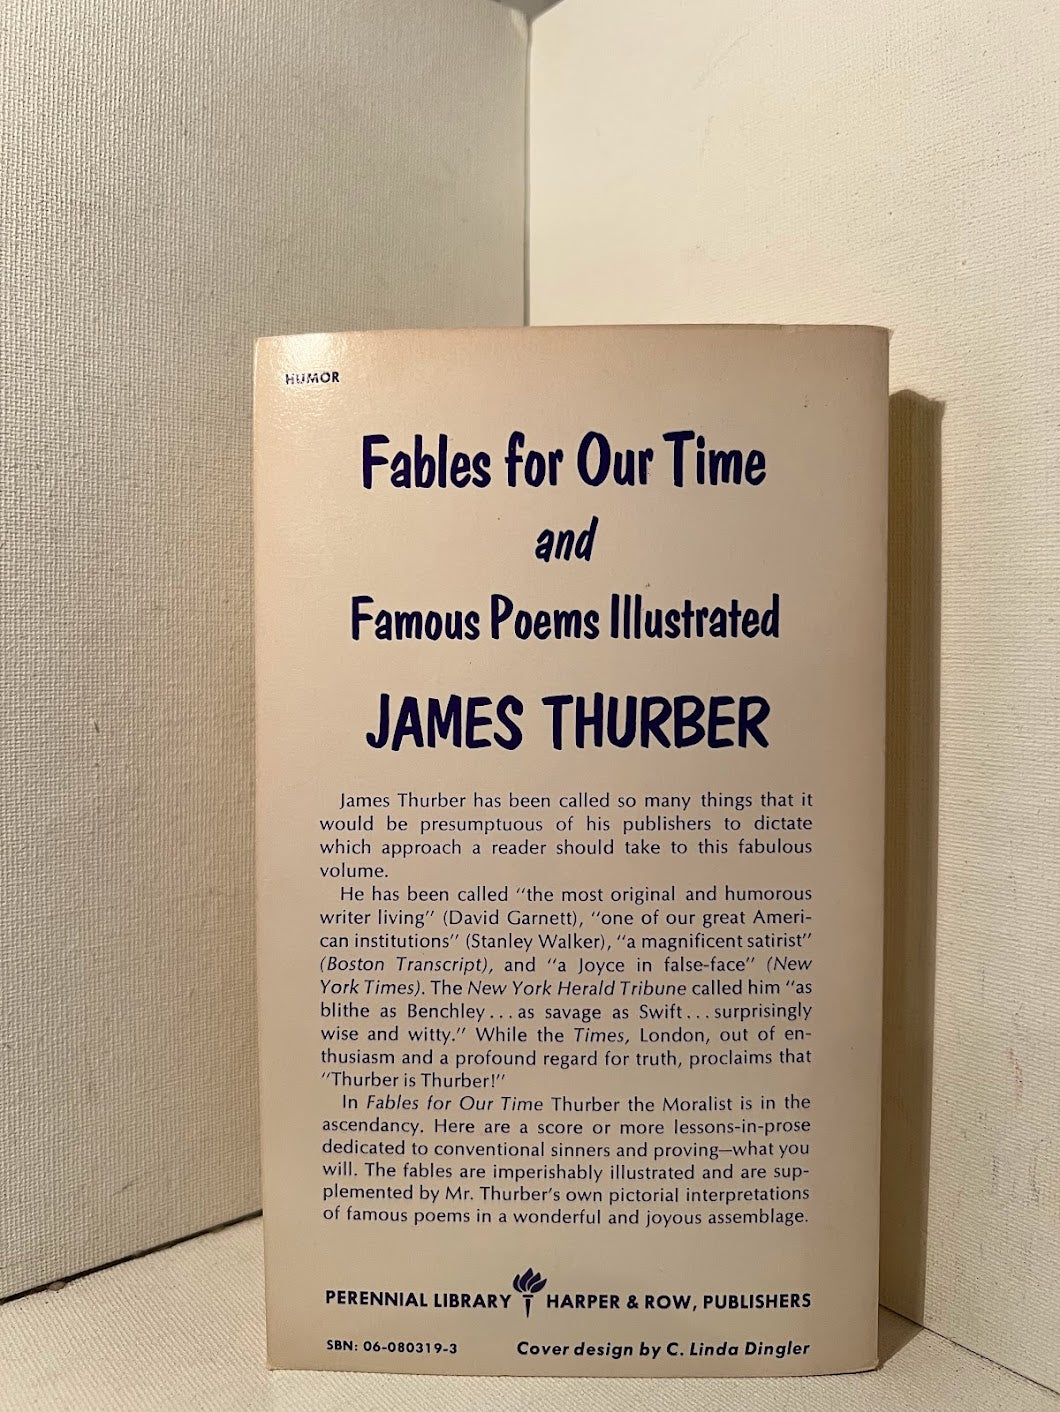 HUMOR
Fables for Our Time
and
Famous Poems Illustrated
JAMES THURBER
James Thurber has been called so many things that it
would be presumptuous of his publishers to dictate
which approach a reader should take to this fabulous
volume.
He has been called "the most original and humorous
writer living" (David Garnett), "one of our great Ameri-
can institutions" (Stanley Walker), "a magnificent satirist"
(Boston Transcript), and "a Joyce in false-face" (New
York Times). The New York Herald Tribune called him "as
blithe as Benchley...as savage as Swift...surprisingly
wise and witty." While the Times, London, out of en-
thusiasm and a profound regard for truth, proclaims that
"Thurber is Thurber!"
In Fables for Our Time Thurber the Moralist is in the
ascendancy. Here are a score or more lessons-in-prose
dedicated to conventional sinners and proving—what you
will. The fables are imperishably illustrated and are sup-
plemented by Mr. Thurber's own pictorial interpretations
of famous poems in a wonderful and joyous assemblage.
PERENNIAL LIBRARY HARPER & ROW, PUBLISHERS
SBN: 06-080319-3 Cover design by C. Linda Dingler